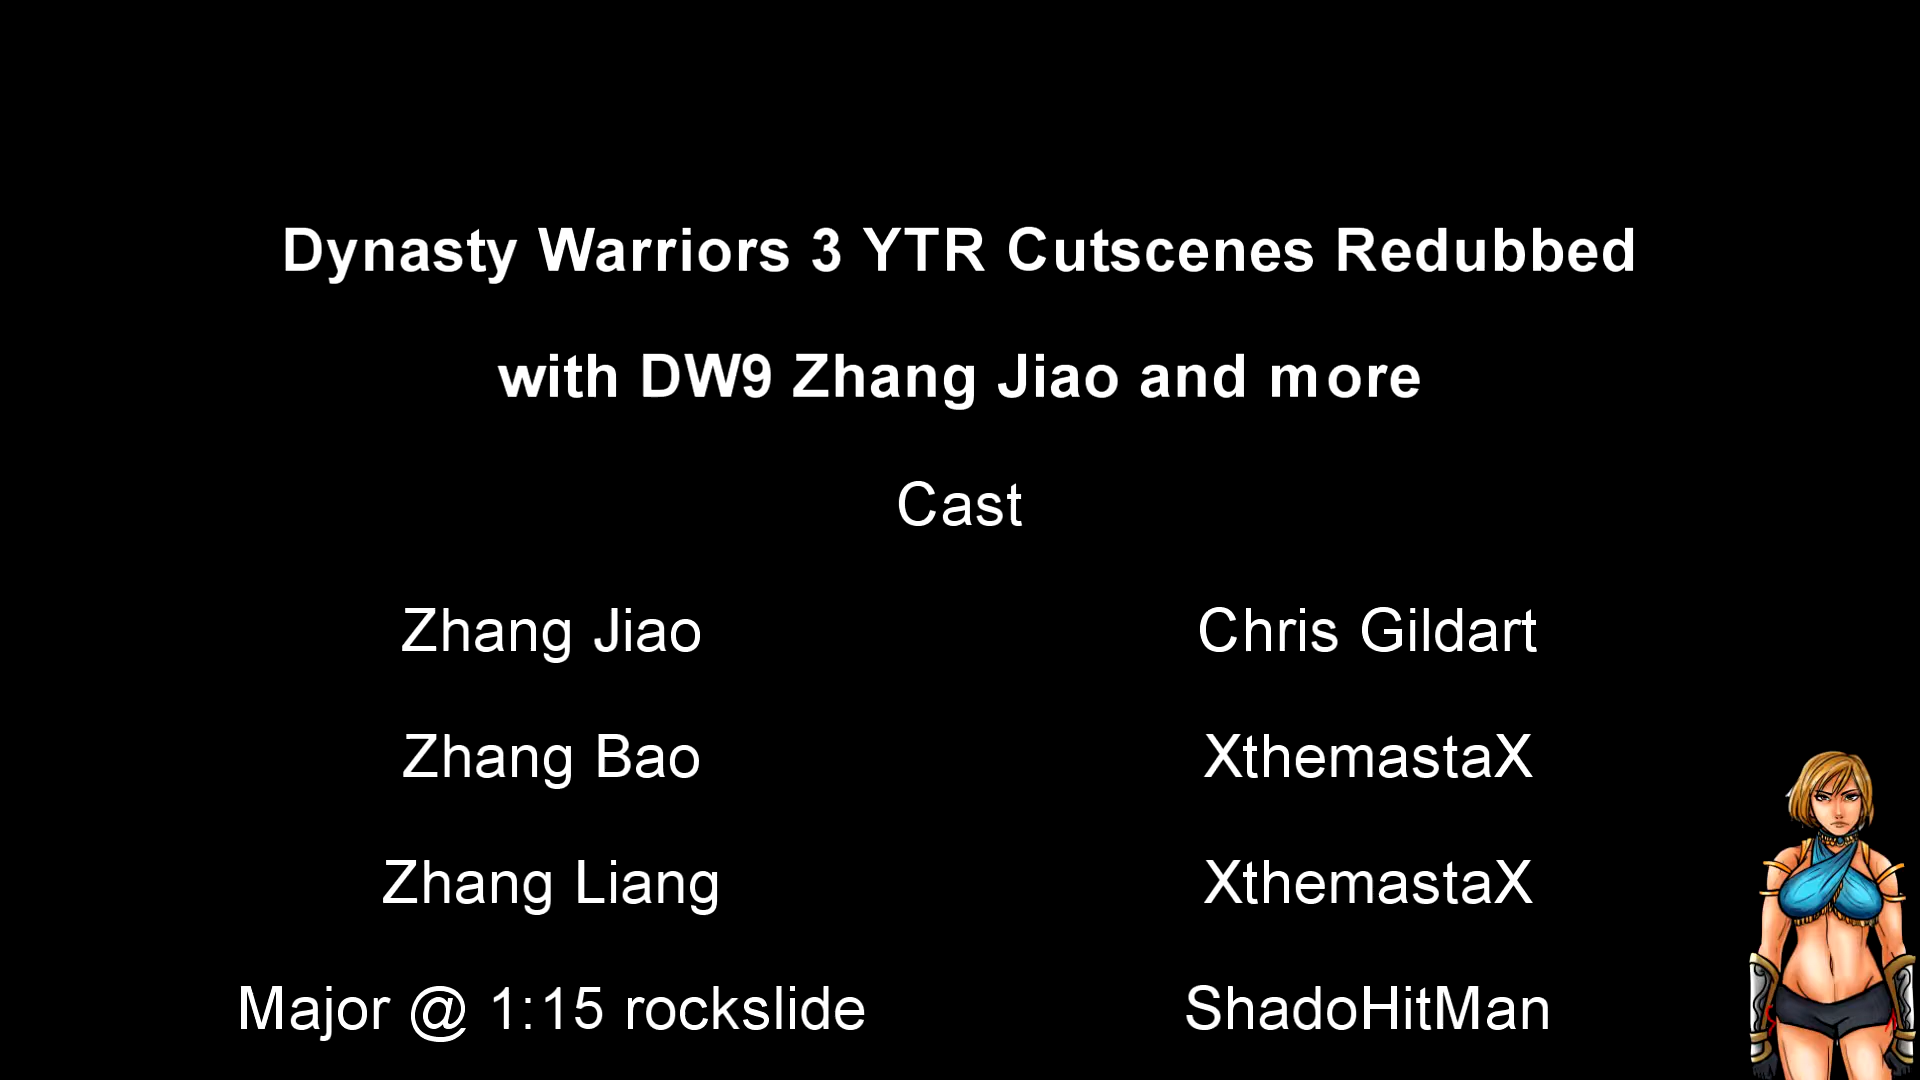 Dynasty Warriors 3 YTR Cutscenes Redubbed
with DW9 Zhang Jiao and more
Cast
Zhang Jiao Chris Gildart
Zhang Bao XthemastaX
Zhang Liang XthemastaX
Major @ 1:15 rockslide ShadoHitMan